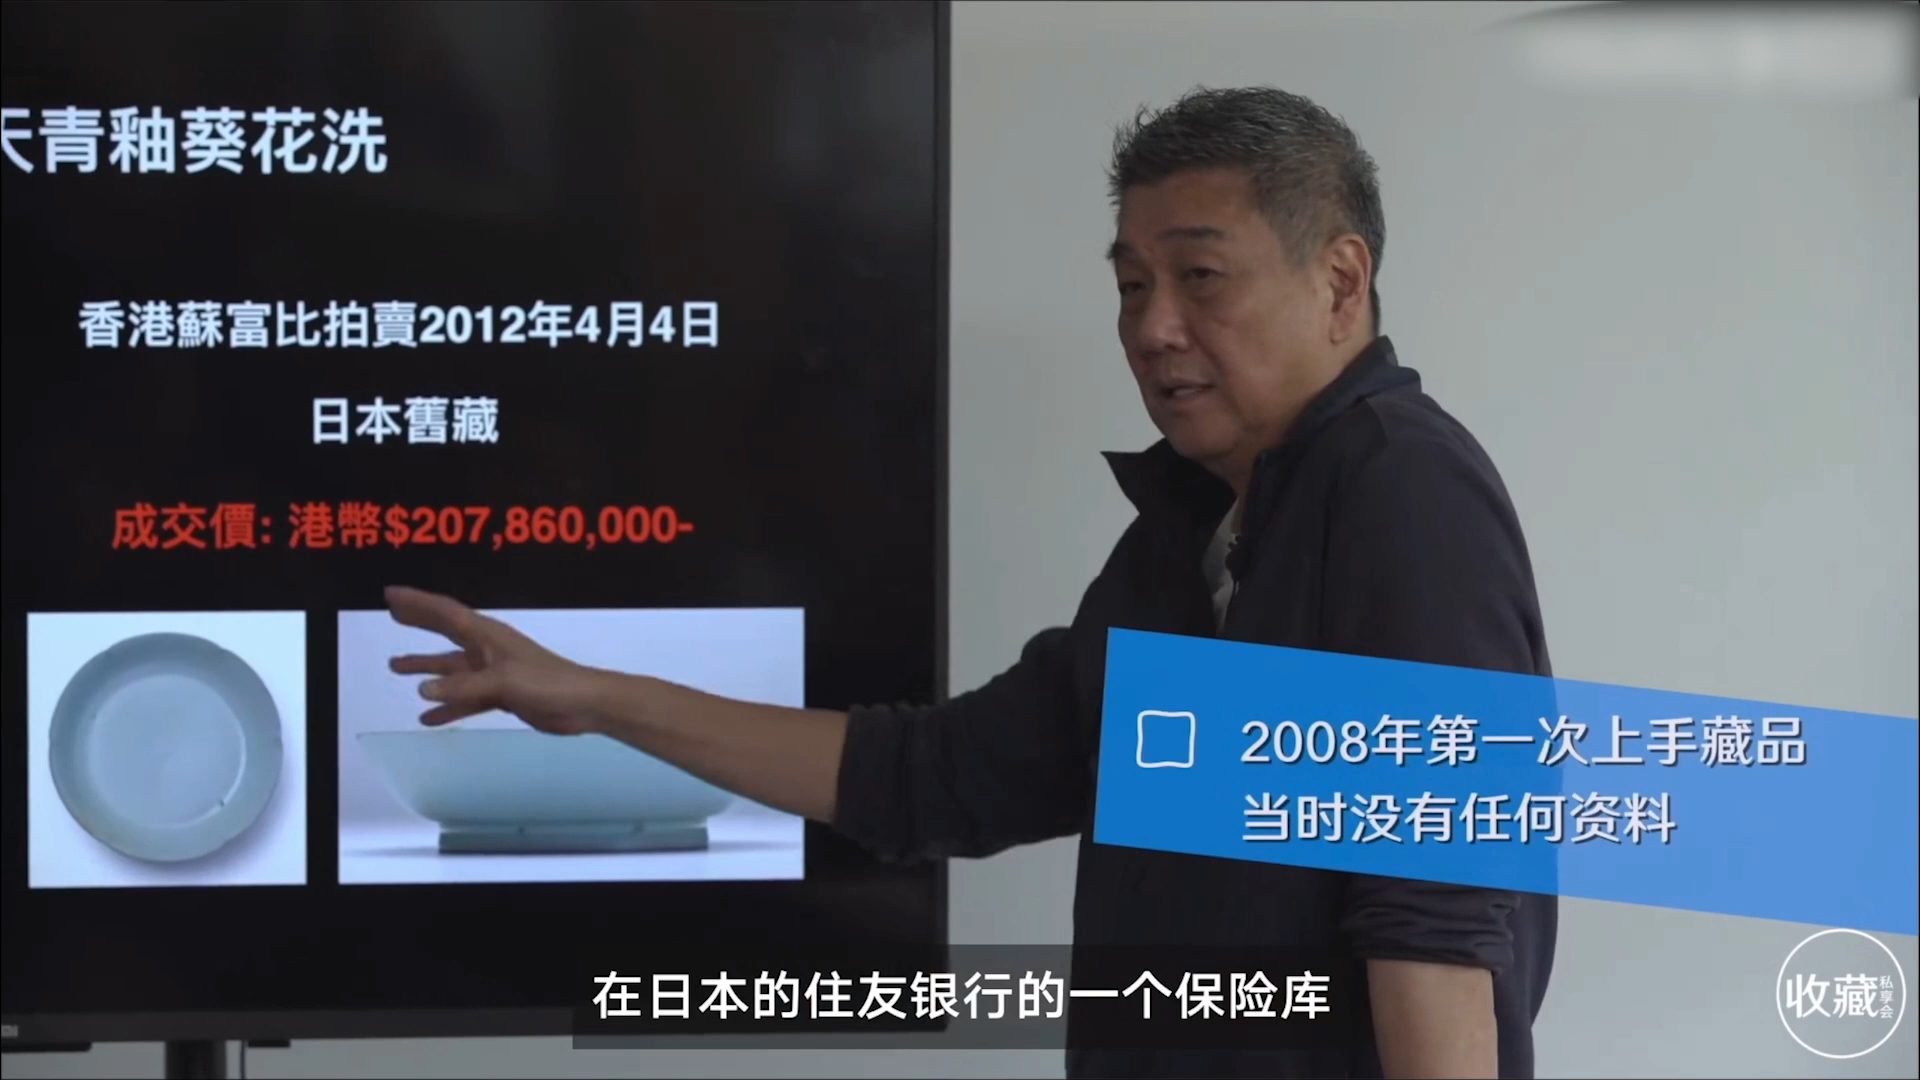 天青釉葵花洗
香港蘇富比拍賣2012年4月4日
日本舊藏
成交價: 港幣$207,860,000-
2008年第一次上手藏品
当时没有任何资料
在日本的住友银行的一个保险库
收藏
私享会